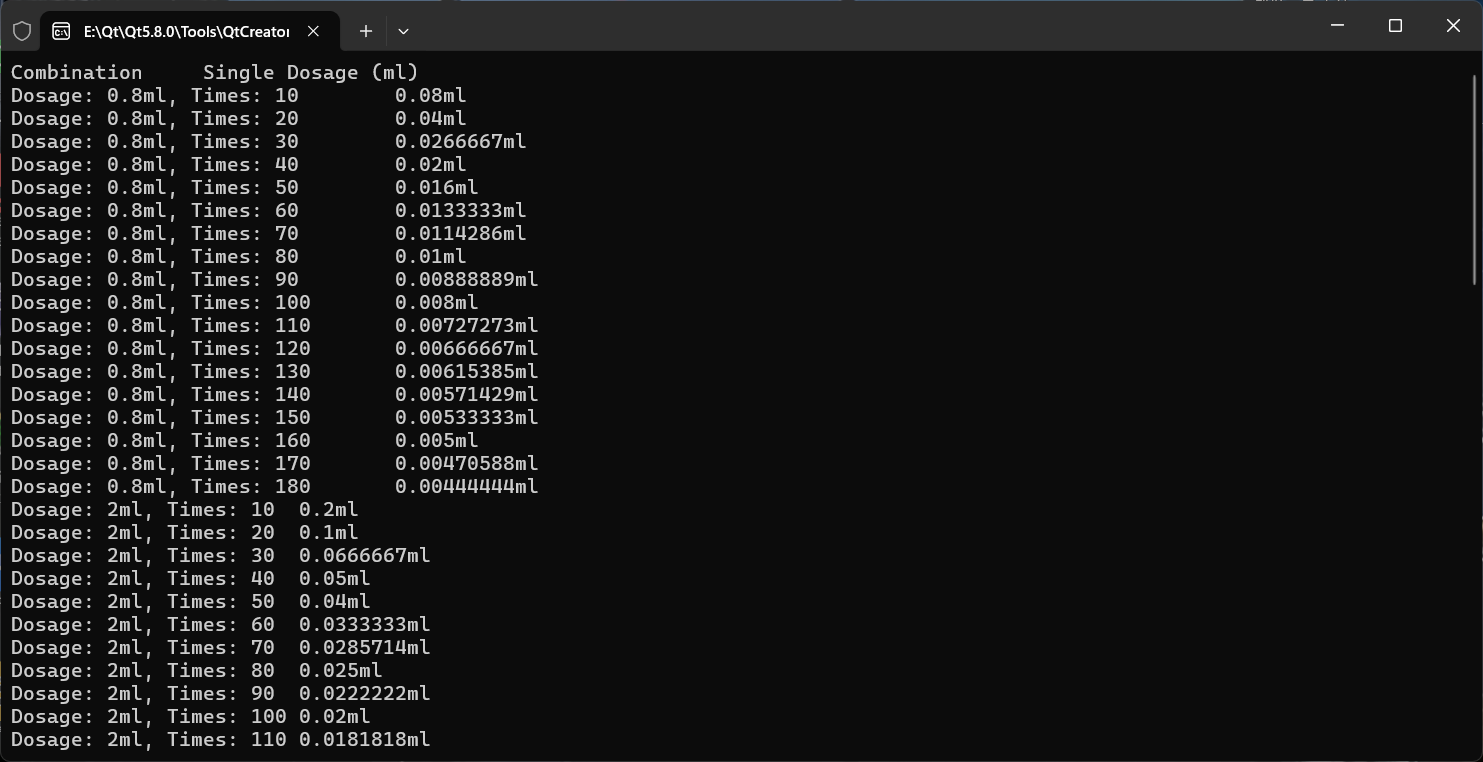 E:\Qt\Qt5.8.0\Tools\QtCreator
Combination     Single Dosage (ml)
Dosage: 0.8ml, Times: 10        0.08ml
Dosage: 0.8ml, Times: 20        0.04ml
Dosage: 0.8ml, Times: 30        0.0266667ml
Dosage: 0.8ml, Times: 40        0.02ml
Dosage: 0.8ml, Times: 50        0.016ml
Dosage: 0.8ml, Times: 60        0.0133333ml
Dosage: 0.8ml, Times: 70        0.0114286ml
Dosage: 0.8ml, Times: 80        0.01ml
Dosage: 0.8ml, Times: 90        0.00888889ml
Dosage: 0.8ml, Times: 100       0.008ml
Dosage: 0.8ml, Times: 110       0.00727273ml
Dosage: 0.8ml, Times: 120       0.00666667ml
Dosage: 0.8ml, Times: 130       0.00615385ml
Dosage: 0.8ml, Times: 140       0.00571429ml
Dosage: 0.8ml, Times: 150       0.00533333ml
Dosage: 0.8ml, Times: 160       0.005ml
Dosage: 0.8ml, Times: 170       0.00470588ml
Dosage: 0.8ml, Times: 180       0.00444444ml
Dosage: 2ml, Times: 10  0.2ml
Dosage: 2ml, Times: 20  0.1ml
Dosage: 2ml, Times: 30  0.0666667ml
Dosage: 2ml, Times: 40  0.05ml
Dosage: 2ml, Times: 50  0.04ml
Dosage: 2ml, Times: 60  0.0333333ml
Dosage: 2ml, Times: 70  0.0285714ml
Dosage: 2ml, Times: 80  0.025ml
Dosage: 2ml, Times: 90  0.0222222ml
Dosage: 2ml, Times: 100 0.02ml
Dosage: 2ml, Times: 110 0.0181818ml